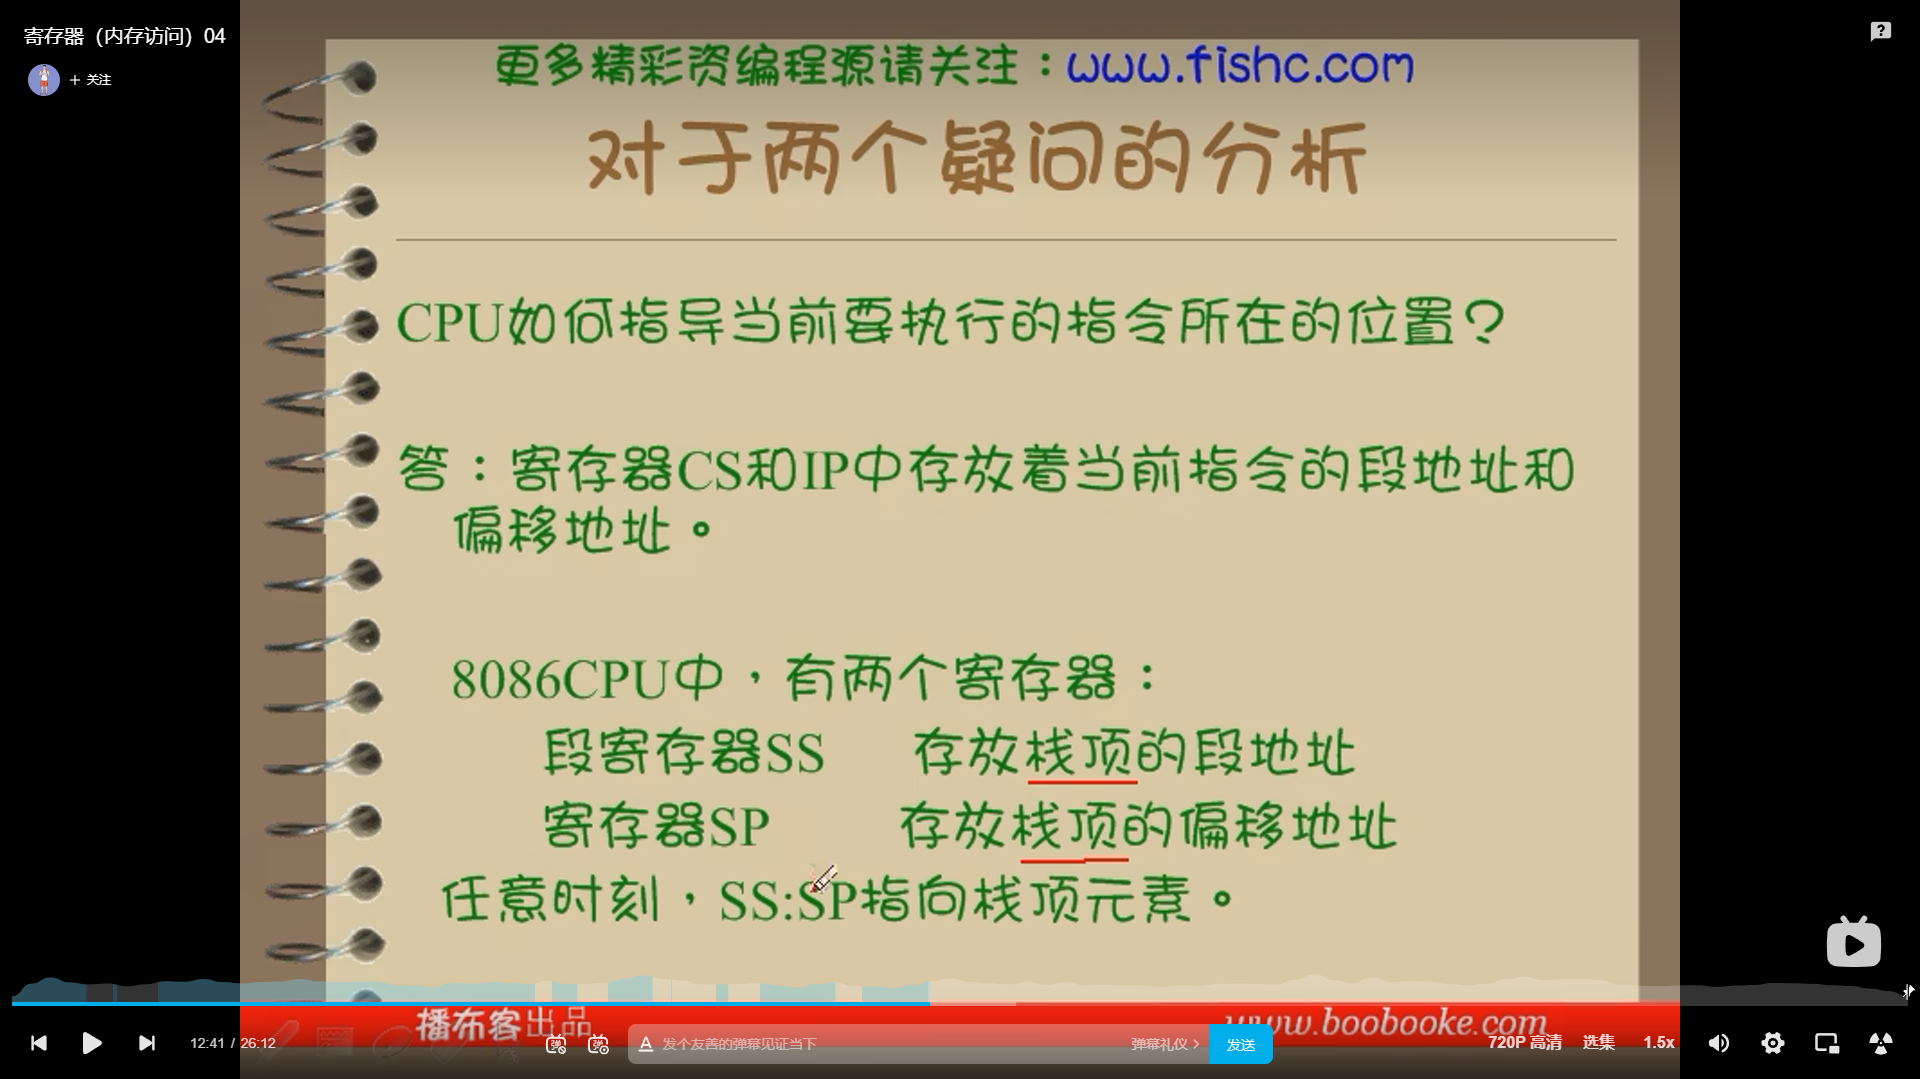 寄存器（内存访问）04
+ 关注
更多精彩资编程源请关注：www.fishc.com
对于两个疑问的分析
CPU如何指导当前要执行的指令所在的位置？
答：寄存器CS和IP中存放着当前指令的段地址和
偏移地址。
8086CPU中，有两个寄存器：
段寄存器SS 存放栈顶的段地址
寄存器SP 存放栈顶的偏移地址
任意时刻，SS:SP指向栈顶元素。
播布客出品
www.boobooke.com
12:41 / 26:12
发个友善的弹幕见证当下
弹幕礼仪 >
发送
720P 高清
选集
1.5x